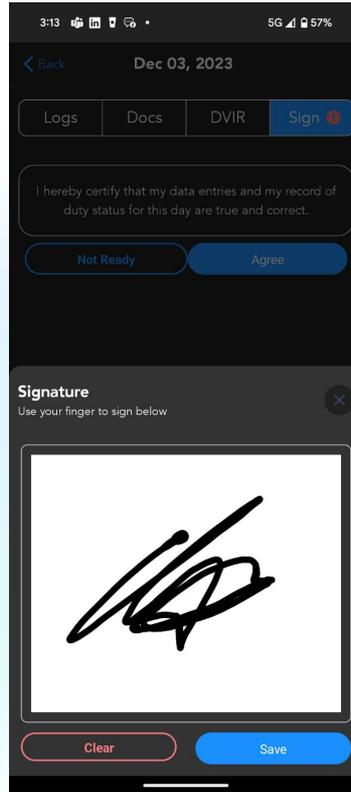 3:13 5G 57%
Back Dec 03, 2023
Logs Docs DVIR Sign !
I hereby certify that my data entries and my record of
duty status for this day are true and correct.
Not Ready Agree
Signature
Use your finger to sign below
Clear Save